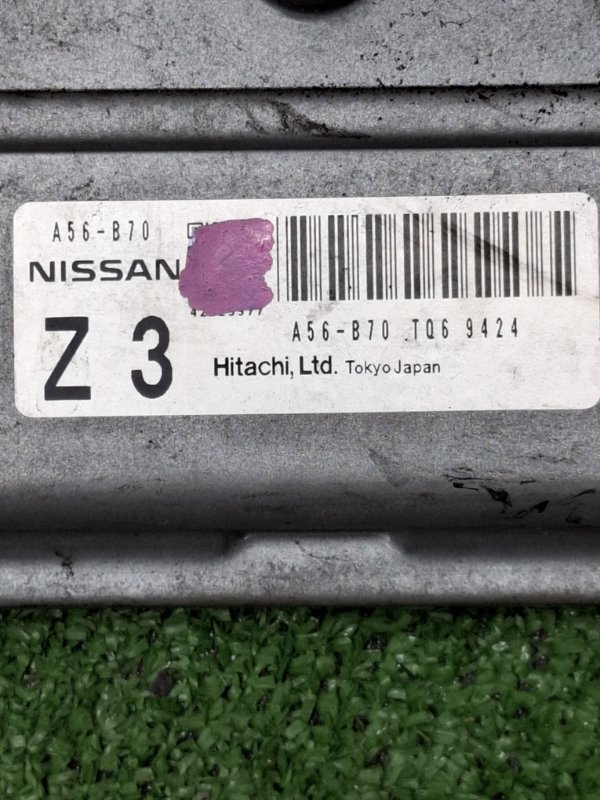 A56-B70
NISSAN
Z 3
A56-B70 TQ6 9424
Hitachi, Ltd. Tokyo Japan